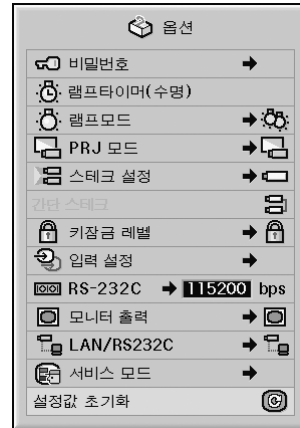 옵션
비밀번호
램프타이머(수명)
램프모드
PRJ 모드
스테크 설정
간단 스테크
키잠금 레벨
입력 설정
RS-232C 115200 bps
모니터 출력
LAN/RS232C
서비스 모드
설정값 초기화